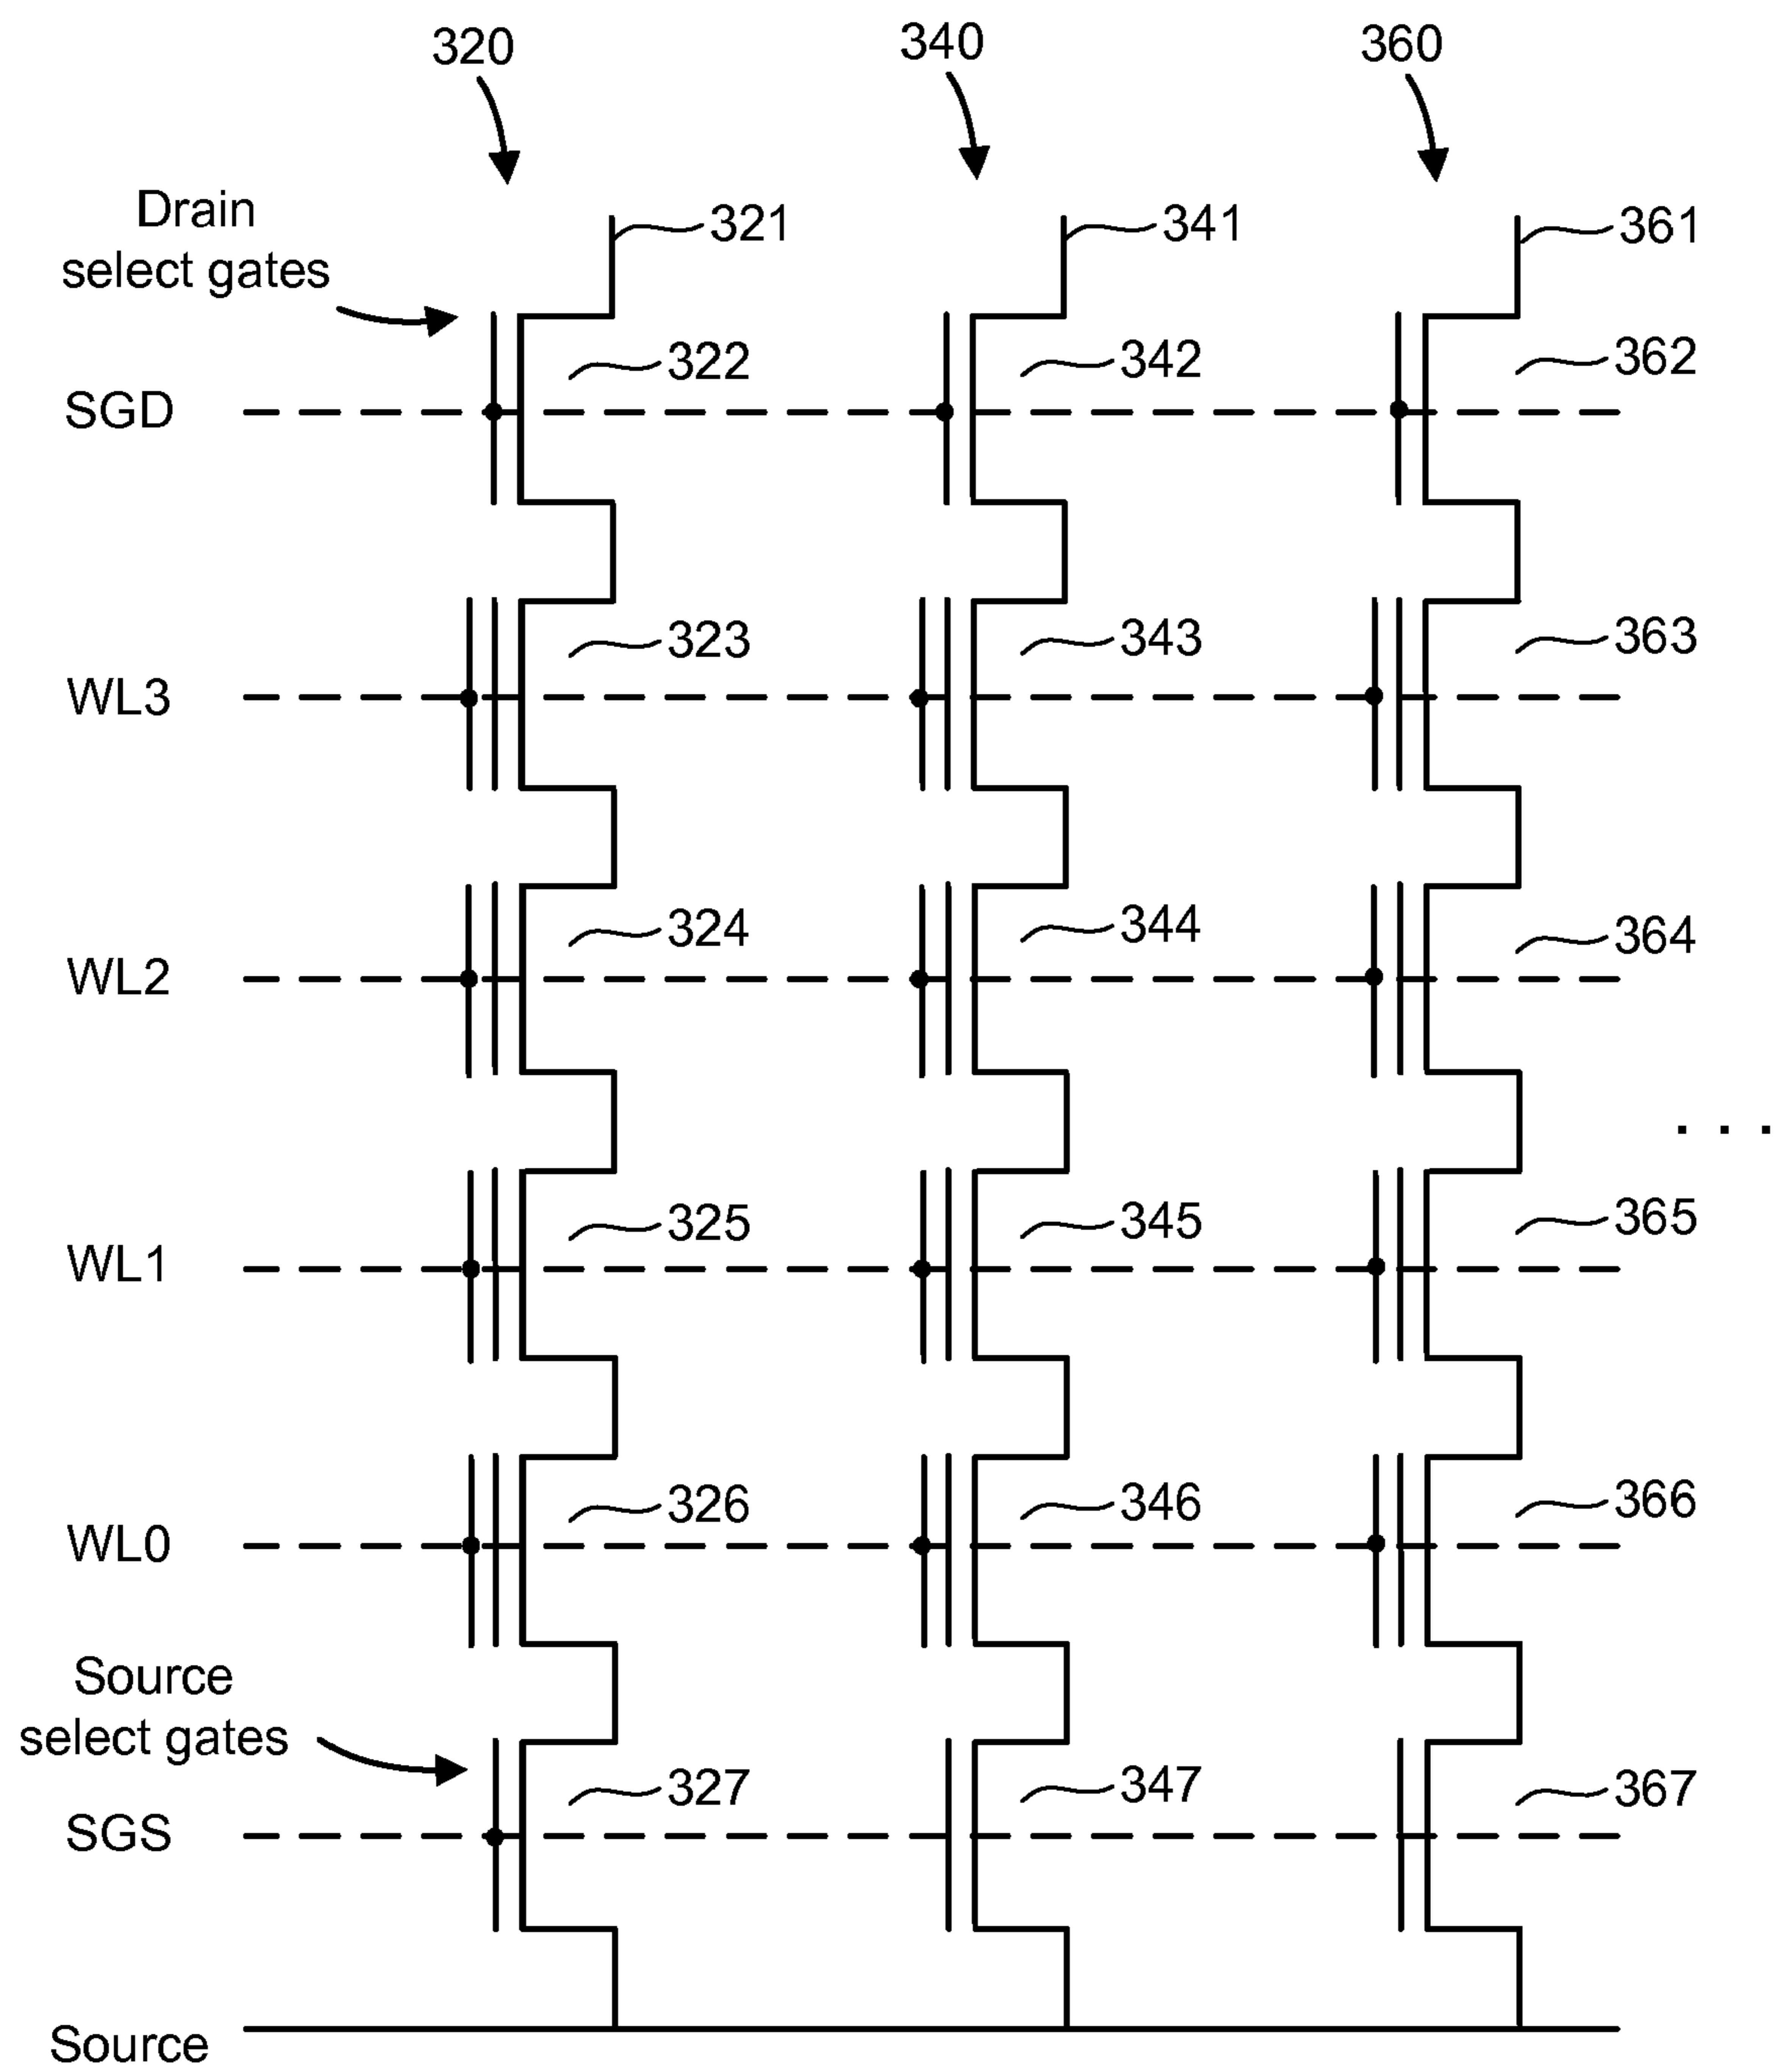 320 340 360
Drain
select gates
321 341 361
322 342 362
SGD
323 343 363
WL3
324 344 364
WL2
. . .
325 345 365
WL1
326 346 366
WL0
Source
select gates
327 347 367
SGS
Source